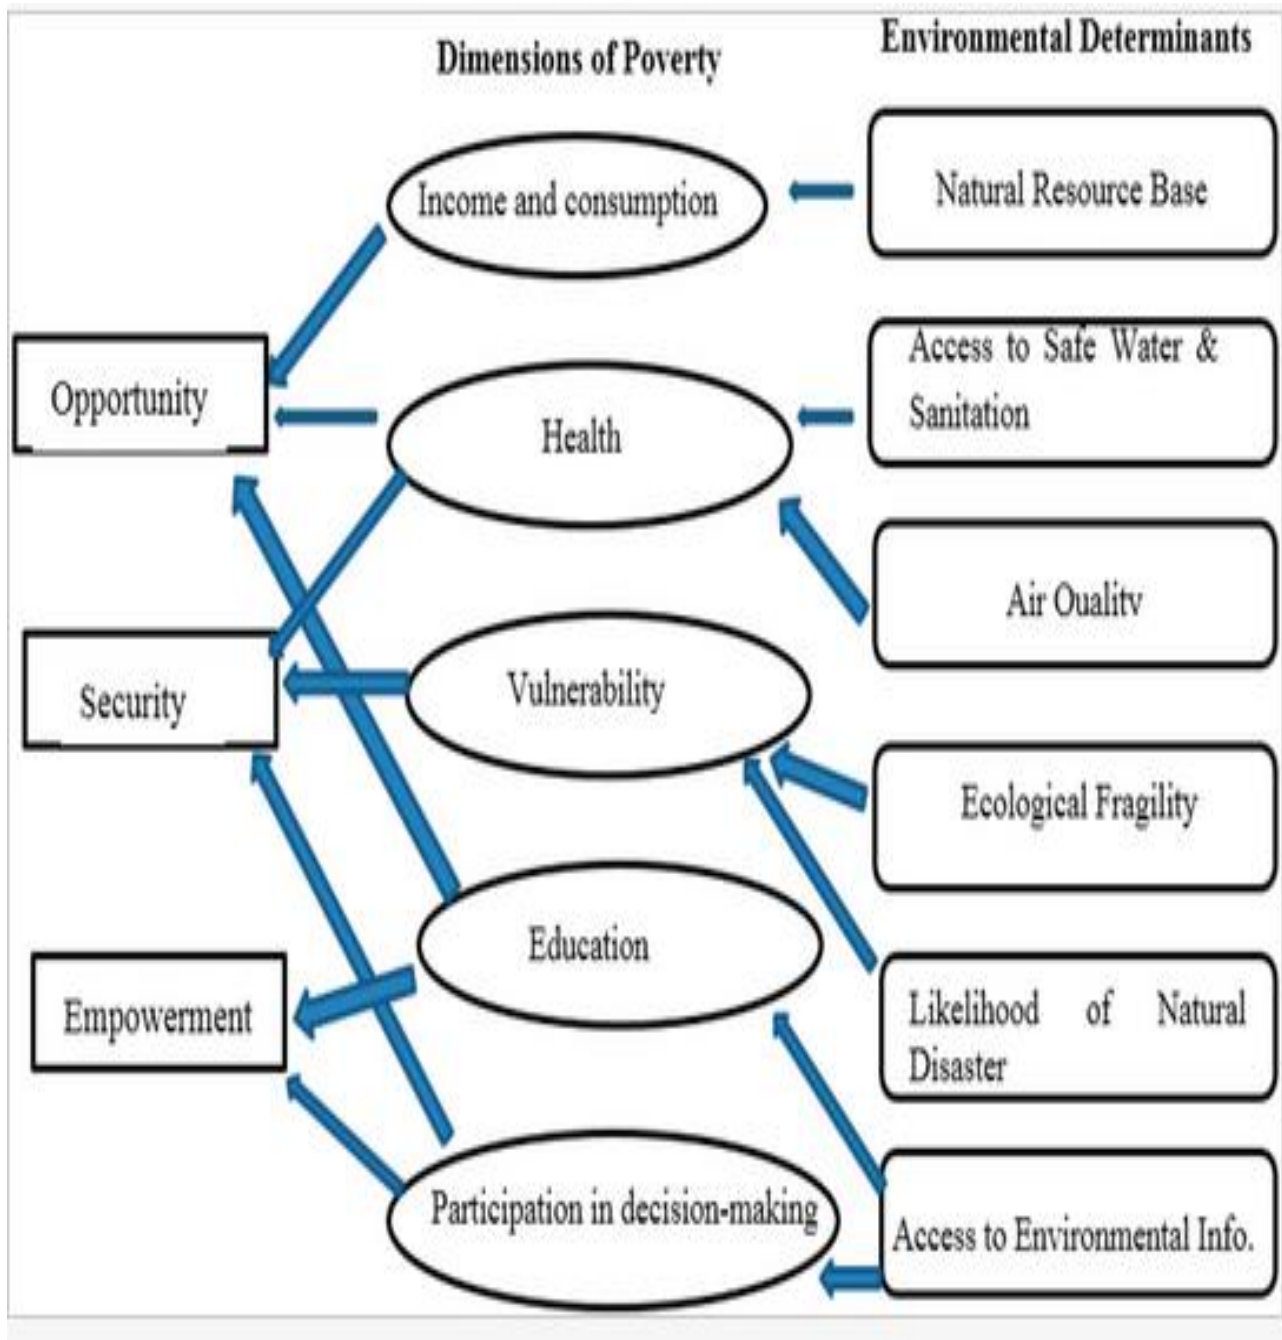 Dimensions of Poverty
Environmental Determinants
Income and consumption
Natural Resource Base
Opportunity
Health
Access to Safe Water &
Sanitation
Air Quality
Security
Vulnerability
Ecological Fragility
Empowerment
Education
Likelihood of Natural
Disaster
Participation in decision-making
Access to Environmental Info.